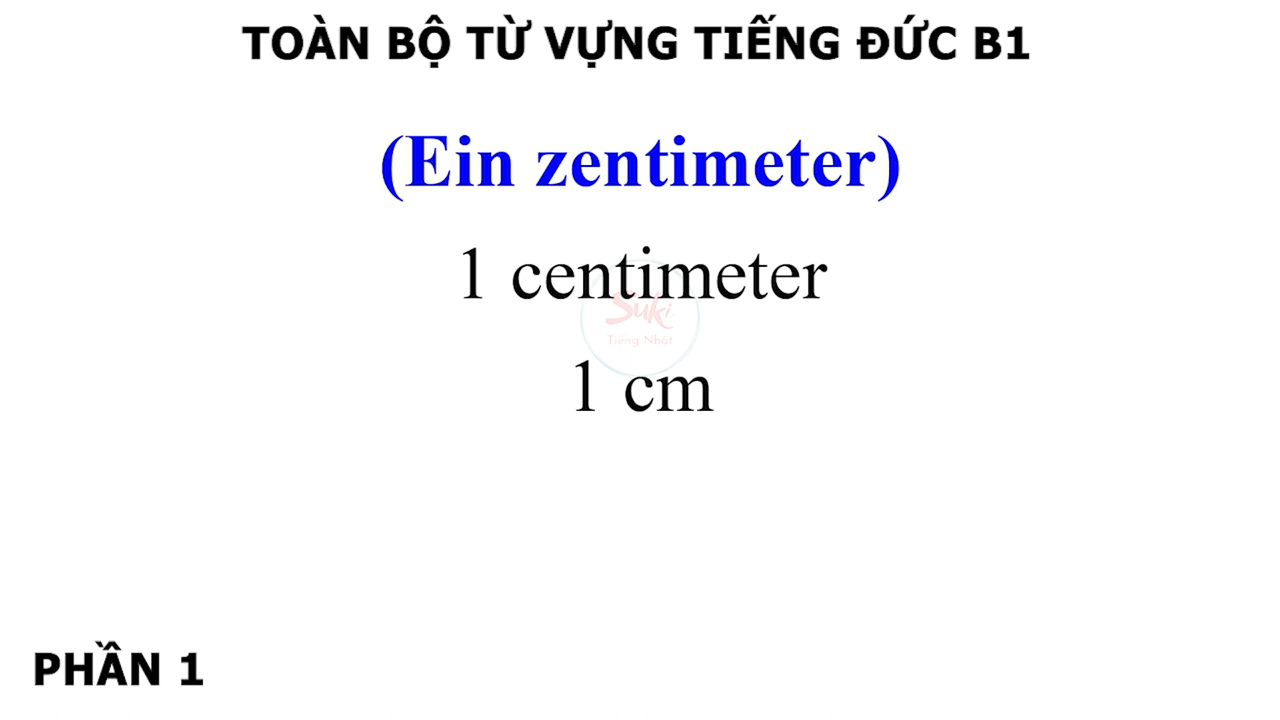 TOÀN BỘ TỪ VỰNG TIẾNG ĐỨC B1
(Ein zentimeter)
1 centimeter
Suki
Tiếng Nhật
1 cm
PHẦN 1